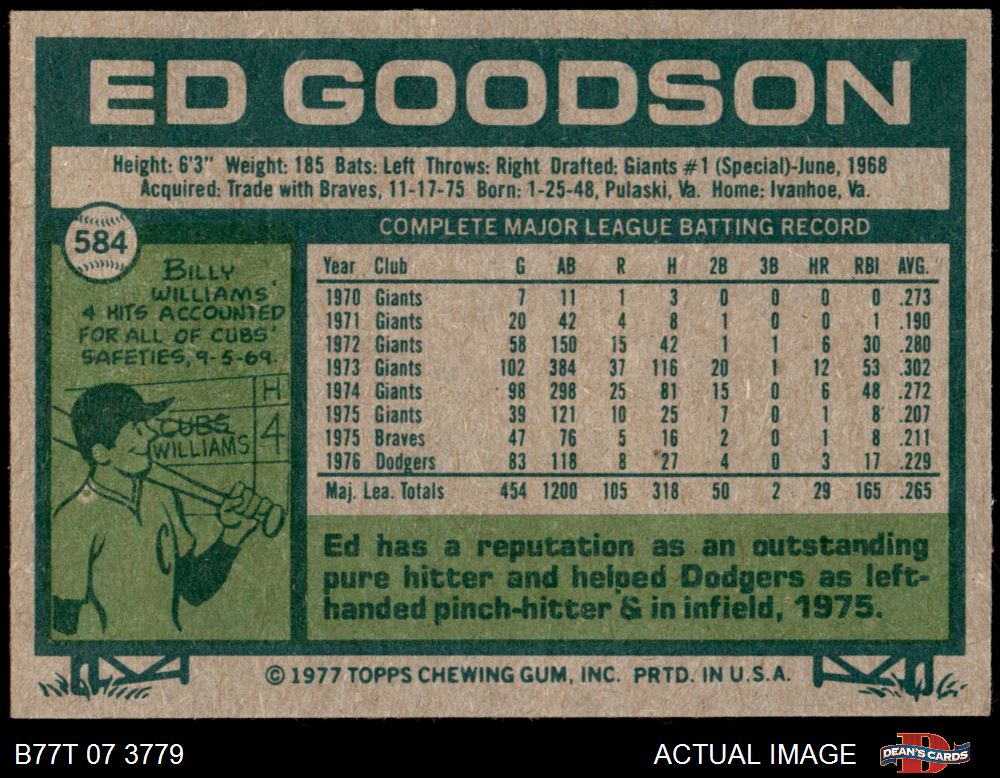 ED GOODSON
Height: 6'3" Weight: 185 Bats: Left Throws: Right Drafted: Giants #1 (Special)-June, 1968
Acquired: Trade with Braves, 11-17-75 Born: 1-25-48, Pulaski, Va. Home: Ivanhoe, Va.
584
BILLY
WILLIAMS'
4 HITS ACCOUNTED
FOR ALL OF CUBS'
SAFETIES, 9-5-69.
H
CUBS
WILLIAMS 4
C
COMPLETE MAJOR LEAGUE BATTING RECORD
Year Club G AB R H 2B 3B HR RBI AVG.
1970 Giants 7 11 1 3 0 0 0 0 .273
1971 Giants 20 42 4 8 1 0 0 1 .190
1972 Giants 58 150 15 42 1 1 6 30 .280
1973 Giants 102 384 37 116 20 1 12 53 .302
1974 Giants 98 298 25 81 15 0 6 48 .272
1975 Giants 39 121 10 25 7 0 1 8 .207
1975 Braves 47 76 5 16 2 0 1 8 .211
1976 Dodgers 83 118 8 27 4 0 3 17 .229
Maj. Lea. Totals 454 1200 105 318 50 2 29 165 .265
Ed has a reputation as an outstanding
pure hitter and helped Dodgers as left-
handed pinch-hitter & in infield, 1975.
© 1977 TOPPS CHEWING GUM, INC. PRTD. IN U.S.A.
B77T 07 3779
ACTUAL IMAGE
D
DEAN'S CARDS